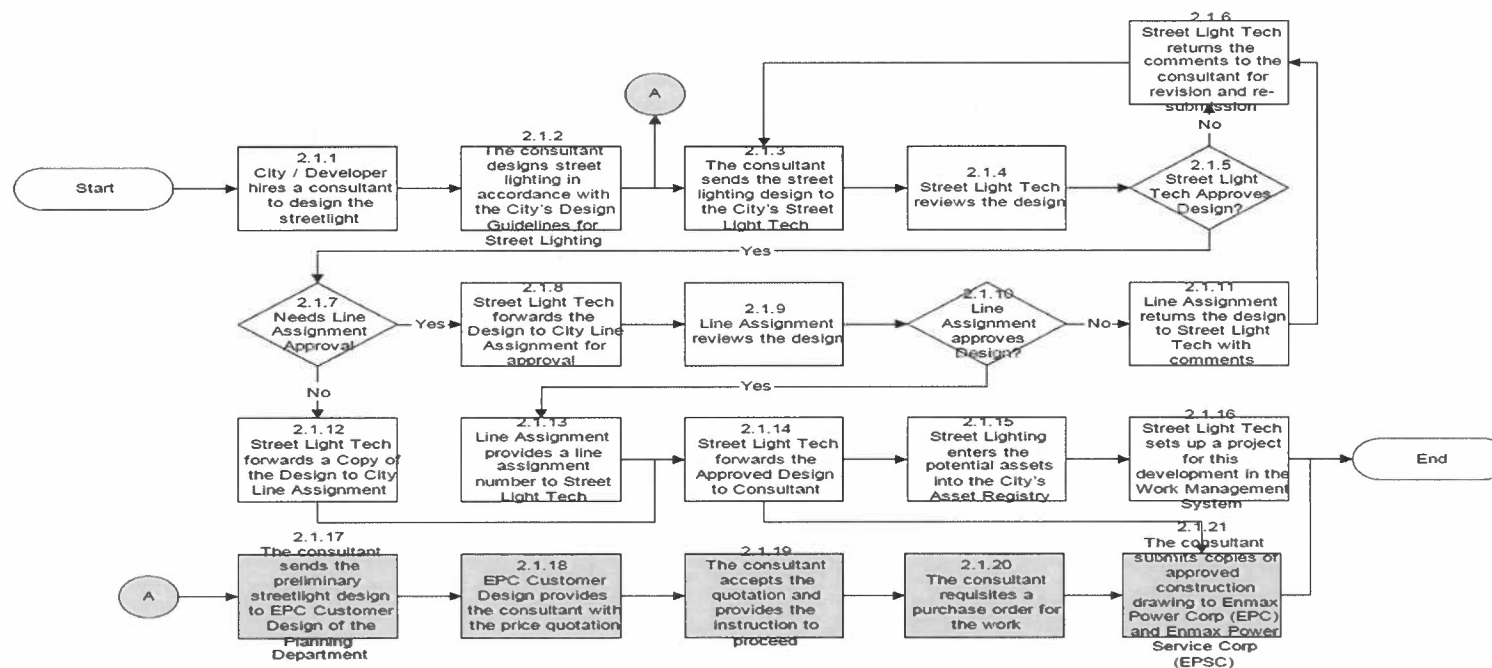 2.1.6
Street Light Tech
returns the
comments to the
consultant for
revision and re-
submission
A
No
Start
2.1.1
City / Developer
hires a consultant
to design the
streetlight
2.1.2
The consultant
designs street
lighting in
accordance with
the City's Design
Guidelines for
Street Lighting
2.1.3
The consultant
sends the street
lighting design to
the City's Street
Light Tech
2.1.4
Street Light Tech
reviews the design
2.1.5
Street Light
Tech Approves
Design?
Yes
2.1.7
Needs Line
Assignment
Approval
Yes
2.1.8
Street Light Tech
forwards the
Design to City Line
Assignment for
approval
2.1.9
Line Assignment
reviews the design
2.1.10
Line
Assignment
approves
Design?
No
2.1.11
Line Assignment
returns the design
to Street Light
Tech with
comments
Yes
No
2.1.12
Street Light Tech
forwards a Copy of
the Design to City
Line Assignment
2.1.13
Line Assignment
provides a line
assignment
number to Street
Light Tech
2.1.14
Street Light Tech
forwards the
Approved Design
to Consultant
2.1.15
Street Lighting
enters the
potential assets
into the City's
Asset Registry
2.1.16
Street Light Tech
sets up a project
for this
development in the
Work Management
System
End
A
2.1.17
The consultant
sends the
preliminary
streetlight design
to EPC Customer
Design of the
Planning
Department
2.1.18
EPC Customer
Design provides
the consultant with
the price quotation
2.1.19
The consultant
accepts the
quotation and
provides the
instruction to
proceed
2.1.20
The consultant
requisites a
purchase order for
the work
2.1.21
The consultant
submits copies of
approved
construction
drawing to Enmax
Power Corp (EPC)
and Enmax Power
Service Corp
(EPSC)